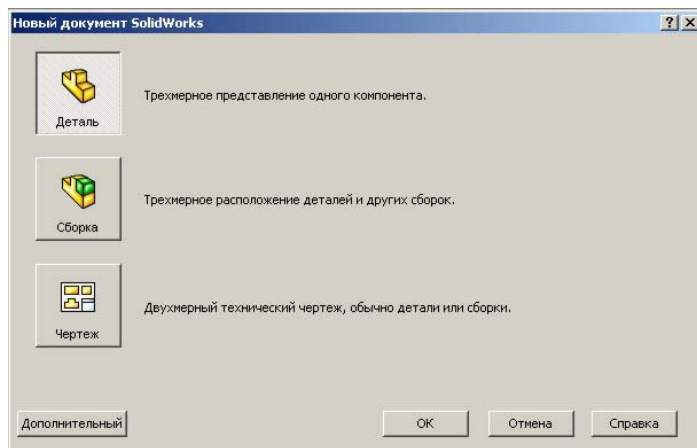 Новый документ SolidWorks
Деталь
Трехмерное представление одного компонента.
Сборка
Трехмерное расположение деталей и других сборок.
Чертеж
Двухмерный технический чертеж, обычно детали или сборки.
Дополнительный
OK
Отмена
Справка